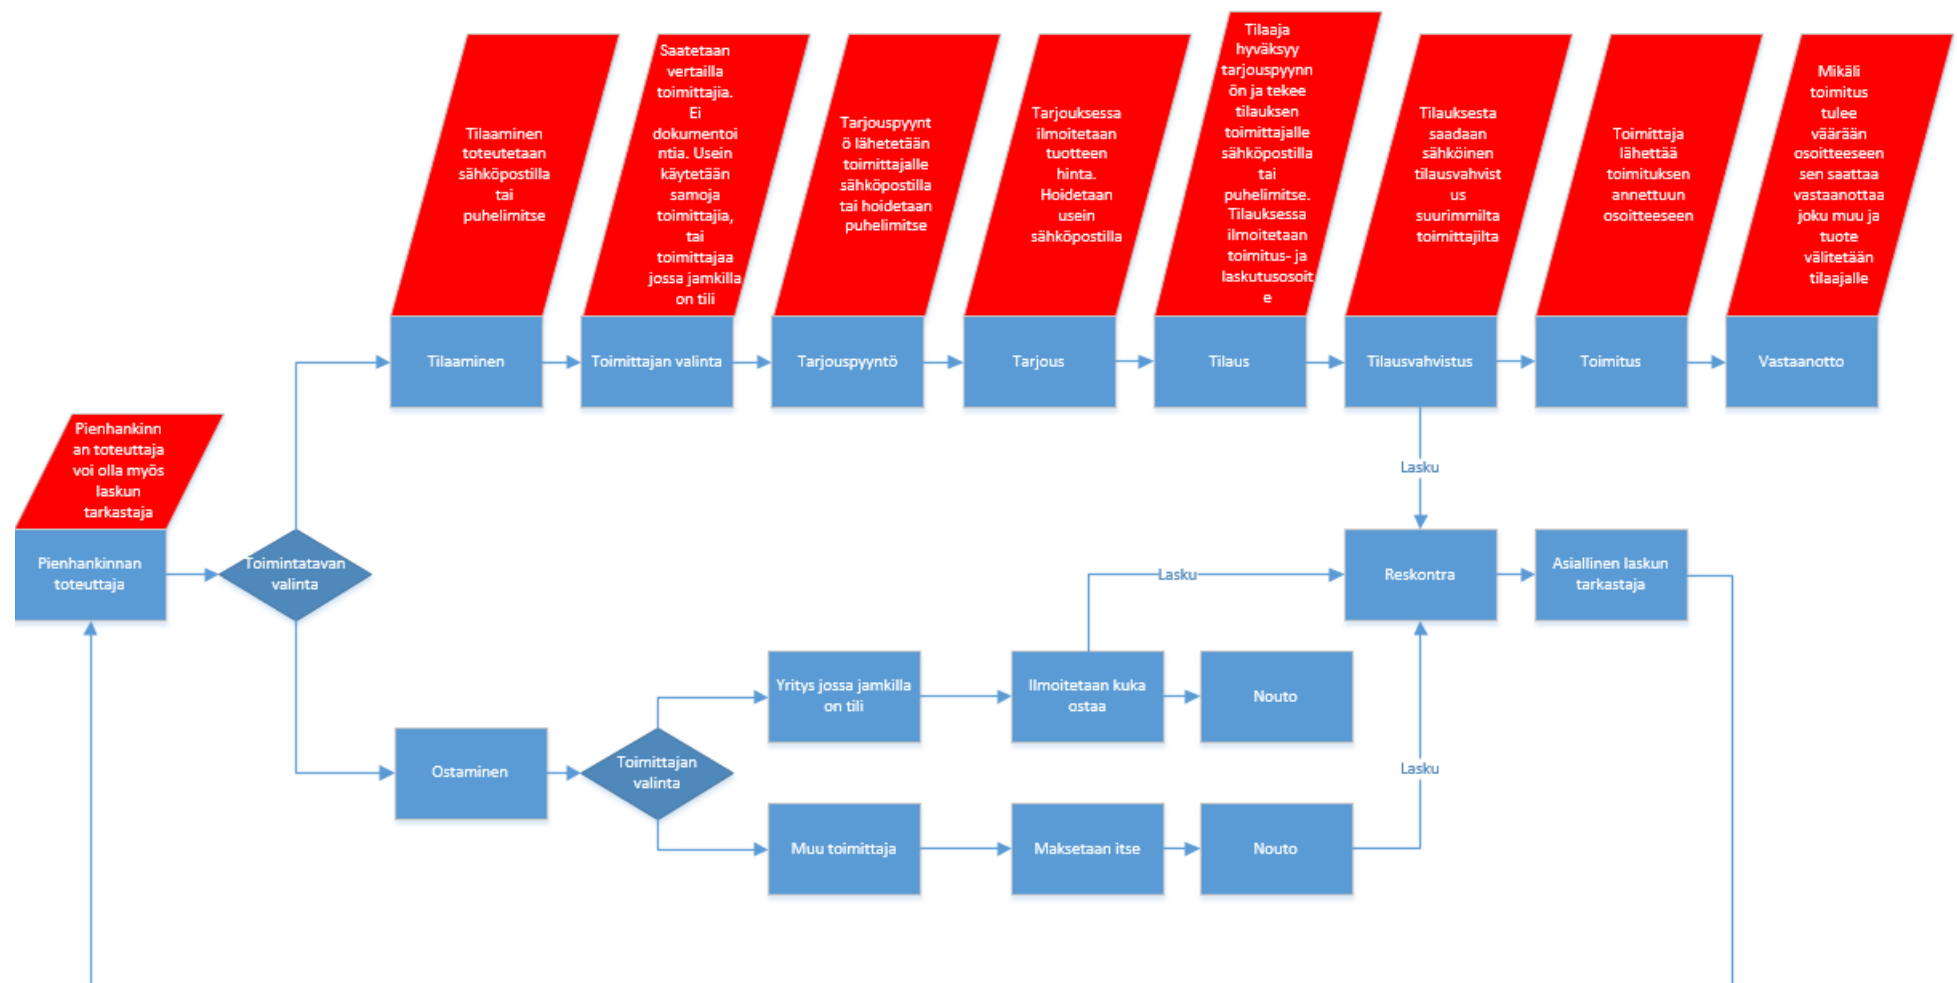 Tilaaminen
toteutetaan
sähköpostilla
tai
puhelimitse
Saatetaan
vertailla
toimittajia.
Ei
dokumentoi
ntia. Usein
käytetään
samoja
toimittajia,
tai
toimittajaa
jossa jamkilla
on tili
Tarjouspyynt
ö lähetetään
toimittajalle
sähköpostilla
tai hoidetaan
puhelimitse
Tarjouksessa
ilmoitetaan
tuotteen
hinta.
Hoidetaan
usein
sähköpostilla
Tilaaja
hyväksyy
tarjouspyynn
ön ja tekee
tilauksen
toimittajalle
sähköpostilla
tai
puhelimitse.
Tilauksessa
ilmoitetaan
toimitus- ja
laskutusosoit
e
Tilauksesta
saadaan
sähköinen
tilausvahvist
us
suurimmilta
toimittajilta
Toimittaja
lähettää
toimituksen
annettuun
osoitteeseen
Mikäli
toimitus
tulee
väärään
osoitteeseen
sen saattaa
vastaanottaa
joku muu ja
tuote
välitetään
tilaajalle
Tilaaminen
Toimittajan valinta
Tarjouspyyntö
Tarjous
Tilaus
Tilausvahvistus
Toimitus
Vastaanotto
Pienhankinn
an toteuttaja
voi olla myös
laskun
tarkastaja
Lasku
Pienhankinnan
toteuttaja
Toimintatavan
valinta
Lasku
Reskontra
Asiallinen laskun
tarkastaja
Yritys jossa jamkilla
on tili
Ilmoitetaan kuka
ostaa
Nouto
Ostaminen
Toimittajan
valinta
Lasku
Muu toimittaja
Maksetaan itse
Nouto